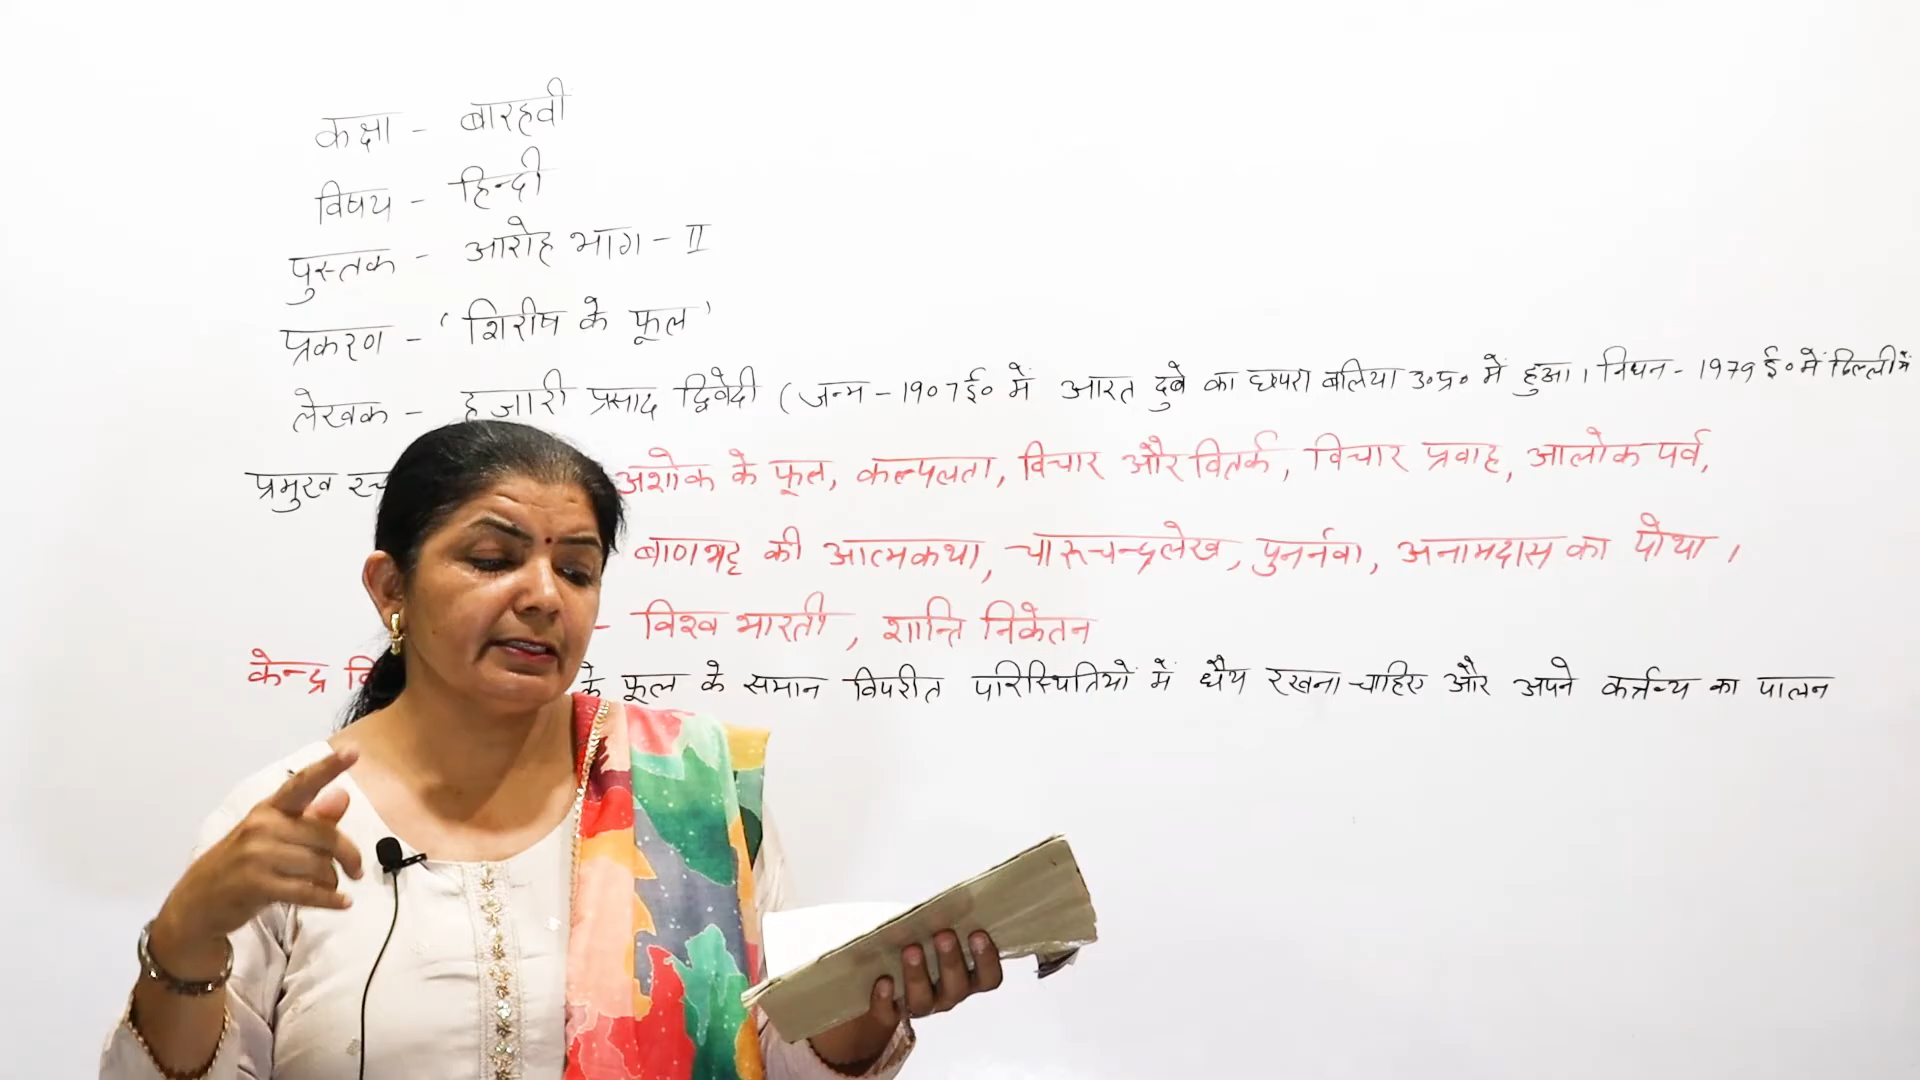 कक्षा - बारहवी
विषय - हिन्दी
पुस्तक - आरोह भाग - II
प्रकरण - ' शिरीष के फूल '
लेखक - हजारी प्रसाद द्विवेदी ( जन्म - 1907 ई० में आरत दुबे का छपरा बलिया उ०प्र० में हुआ। निधन - 1979 ई० में दिल्ली में
प्रमुख अशोक के फूल, कल्पलता, विचार और वितर्क, विचार प्रवाह, आलोक पर्व,
बाणभट्ट की आत्मकथा, चारूचन्द्रलेख, पुनर्नवा, अनामदास का पोथा ।
- विश्व भारती, शान्ति निकेतन
केन्द्र के फूल के समान विपरीत परिस्थितियों में धैय रखना चाहिए और अपने कर्त्तव्य का पालन